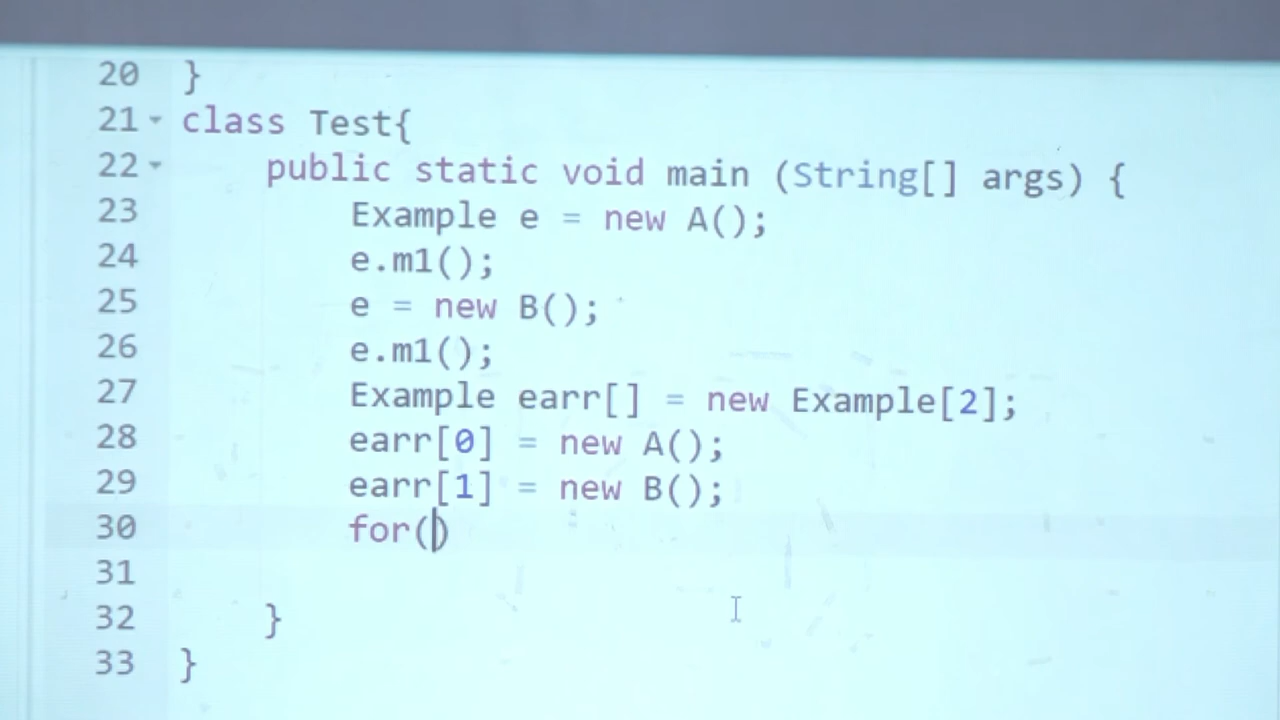 20 }
21 class Test{
22 public static void main (String[] args) {
23 Example e = new A();
24 e.m1();
25 e = new B();
26 e.m1();
27 Example earr[] = new Example[2];
28 earr[0] = new A();
29 earr[1] = new B();
30 for()
31
32 }
33 }